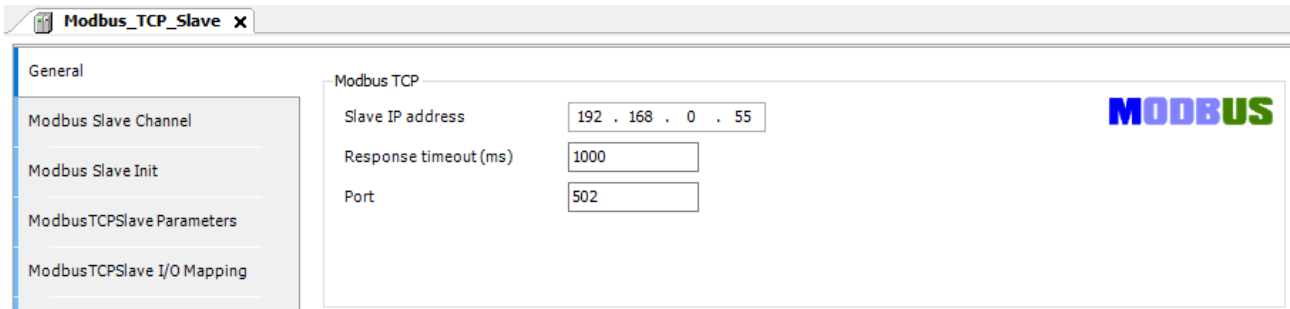 Modbus_TCP_Slave x
General
Modbus Slave Channel
Modbus Slave Init
ModbusTCPSlave Parameters
ModbusTCPSlave I/O Mapping
Modbus TCP
MODBUS
Slave IP address 192 . 168 . 0 . 55
Response timeout (ms) 1000
Port 502